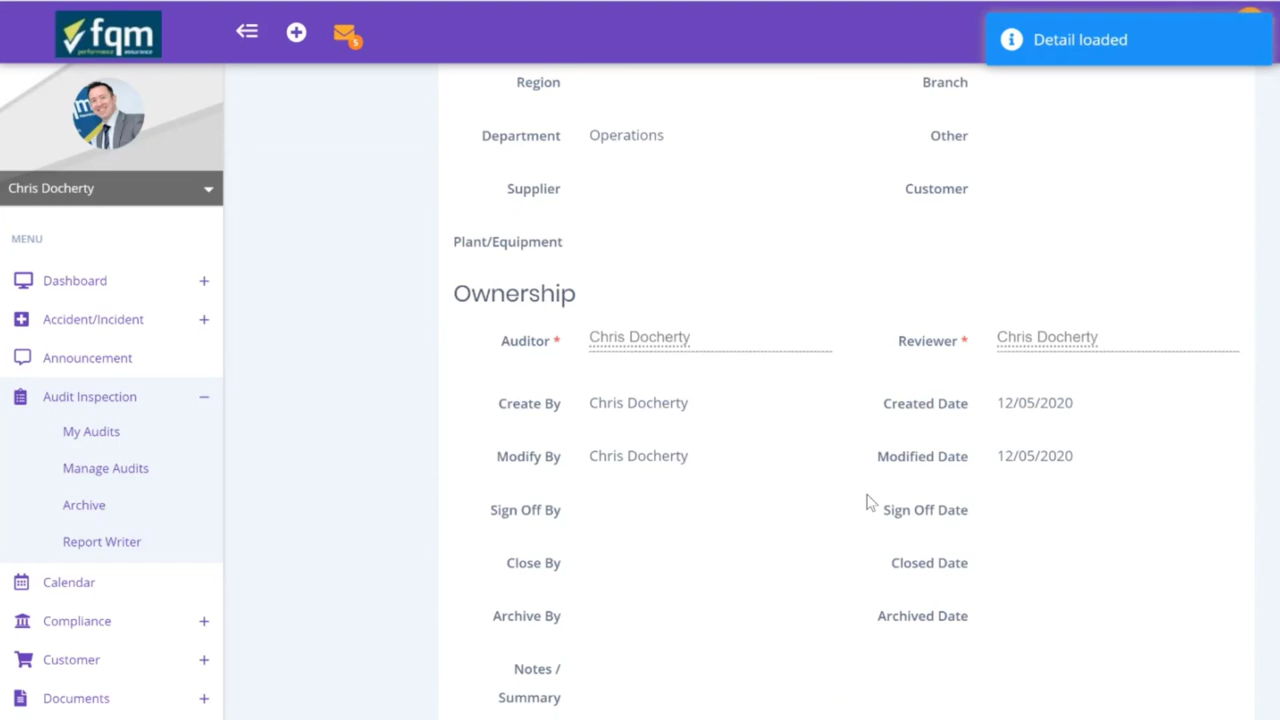 fqm
performance assurance
5
Detail loaded
Chris Docherty
MENU
Dashboard
Accident/Incident
Announcement
Audit Inspection
My Audits
Manage Audits
Archive
Report Writer
Calendar
Compliance
Customer
Documents
Region
Branch
Department Operations
Other
Supplier
Customer
Plant/Equipment
Ownership
Auditor * Chris Docherty
Reviewer * Chris Docherty
Create By Chris Docherty
Created Date 12/05/2020
Modify By Chris Docherty
Modified Date 12/05/2020
Sign Off By
Sign Off Date
Close By
Closed Date
Archive By
Archived Date
Notes /
Summary